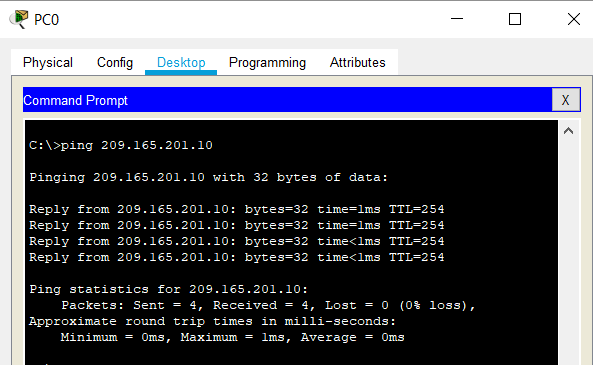 PC0
Physical Config Desktop Programming Attributes
Command Prompt X
C:\>ping 209.165.201.10
Pinging 209.165.201.10 with 32 bytes of data:
Reply from 209.165.201.10: bytes=32 time=1ms TTL=254
Reply from 209.165.201.10: bytes=32 time=1ms TTL=254
Reply from 209.165.201.10: bytes=32 time<1ms TTL=254
Reply from 209.165.201.10: bytes=32 time<1ms TTL=254
Ping statistics for 209.165.201.10:
Packets: Sent = 4, Received = 4, Lost = 0 (0% loss),
Approximate round trip times in milli-seconds:
Minimum = 0ms, Maximum = 1ms, Average = 0ms